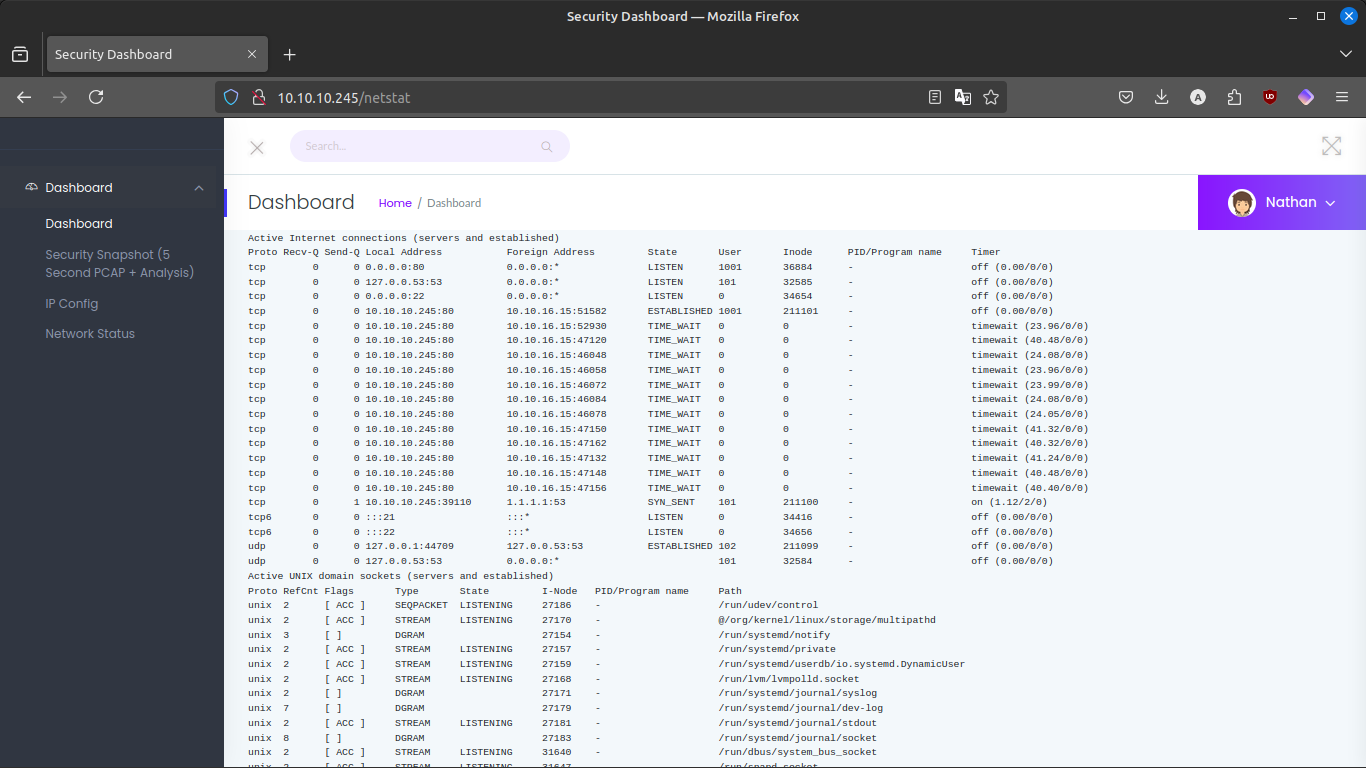 Security Dashboard — Mozilla Firefox
Security Dashboard
10.10.10.245/netstat
A
UD
Search...
Dashboard
Dashboard
Security Snapshot (5
Second PCAP + Analysis)
IP Config
Network Status
Dashboard Home / Dashboard
Nathan
Active Internet connections (servers and established)
Proto Recv-Q Send-Q Local Address Foreign Address State User Inode PID/Program name Timer
tcp 0 0 0.0.0.0:80 0.0.0.0:* LISTEN 1001 36884 - off (0.00/0/0)
tcp 0 0 127.0.0.53:53 0.0.0.0:* LISTEN 101 32585 - off (0.00/0/0)
tcp 0 0 0.0.0.0:22 0.0.0.0:* LISTEN 0 34654 - off (0.00/0/0)
tcp 0 0 10.10.10.245:80 10.10.16.15:51582 ESTABLISHED 1001 211101 - off (0.00/0/0)
tcp 0 0 10.10.10.245:80 10.10.16.15:52930 TIME_WAIT 0 0 - timewait (23.96/0/0)
tcp 0 0 10.10.10.245:80 10.10.16.15:47120 TIME_WAIT 0 0 - timewait (40.48/0/0)
tcp 0 0 10.10.10.245:80 10.10.16.15:46048 TIME_WAIT 0 0 - timewait (24.08/0/0)
tcp 0 0 10.10.10.245:80 10.10.16.15:46058 TIME_WAIT 0 0 - timewait (23.96/0/0)
tcp 0 0 10.10.10.245:80 10.10.16.15:46072 TIME_WAIT 0 0 - timewait (23.99/0/0)
tcp 0 0 10.10.10.245:80 10.10.16.15:46084 TIME_WAIT 0 0 - timewait (24.08/0/0)
tcp 0 0 10.10.10.245:80 10.10.16.15:46078 TIME_WAIT 0 0 - timewait (24.05/0/0)
tcp 0 0 10.10.10.245:80 10.10.16.15:47150 TIME_WAIT 0 0 - timewait (41.32/0/0)
tcp 0 0 10.10.10.245:80 10.10.16.15:47162 TIME_WAIT 0 0 - timewait (40.32/0/0)
tcp 0 0 10.10.10.245:80 10.10.16.15:47132 TIME_WAIT 0 0 - timewait (41.24/0/0)
tcp 0 0 10.10.10.245:80 10.10.16.15:47148 TIME_WAIT 0 0 - timewait (40.48/0/0)
tcp 0 0 10.10.10.245:80 10.10.16.15:47156 TIME_WAIT 0 0 - timewait (40.40/0/0)
tcp 0 1 10.10.10.245:39110 1.1.1.1:53 SYN_SENT 101 211100 - on (1.12/2/0)
tcp6 0 0 :::21 :::* LISTEN 0 34416 - off (0.00/0/0)
tcp6 0 0 :::22 :::* LISTEN 0 34656 - off (0.00/0/0)
udp 0 0 127.0.0.1:44709 127.0.0.53:53 ESTABLISHED 102 211099 - off (0.00/0/0)
udp 0 0 127.0.0.53:53 0.0.0.0:* 101 32584 - off (0.00/0/0)
Active UNIX domain sockets (servers and established)
Proto RefCnt Flags Type State I-Node PID/Program name Path
unix 2 [ ACC ] SEQPACKET LISTENING 27186 - /run/udev/control
unix 2 [ ACC ] STREAM LISTENING 27170 - @/org/kernel/linux/storage/multipathd
unix 3 [ ] DGRAM 27154 - /run/systemd/notify
unix 2 [ ACC ] STREAM LISTENING 27157 - /run/systemd/private
unix 2 [ ACC ] STREAM LISTENING 27159 - /run/systemd/userdb/io.systemd.DynamicUser
unix 2 [ ACC ] STREAM LISTENING 27168 - /run/lvm/lvmpolld.socket
unix 2 [ ] DGRAM 27171 - /run/systemd/journal/syslog
unix 7 [ ] DGRAM 27179 - /run/systemd/journal/dev-log
unix 2 [ ACC ] STREAM LISTENING 27181 - /run/systemd/journal/stdout
unix 8 [ ] DGRAM 27183 - /run/systemd/journal/socket
unix 2 [ ACC ] STREAM LISTENING 31640 - /run/dbus/system_bus_socket
unix 2 [ ACC ] STREAM LISTENING 31647 - /run/snapd.socket